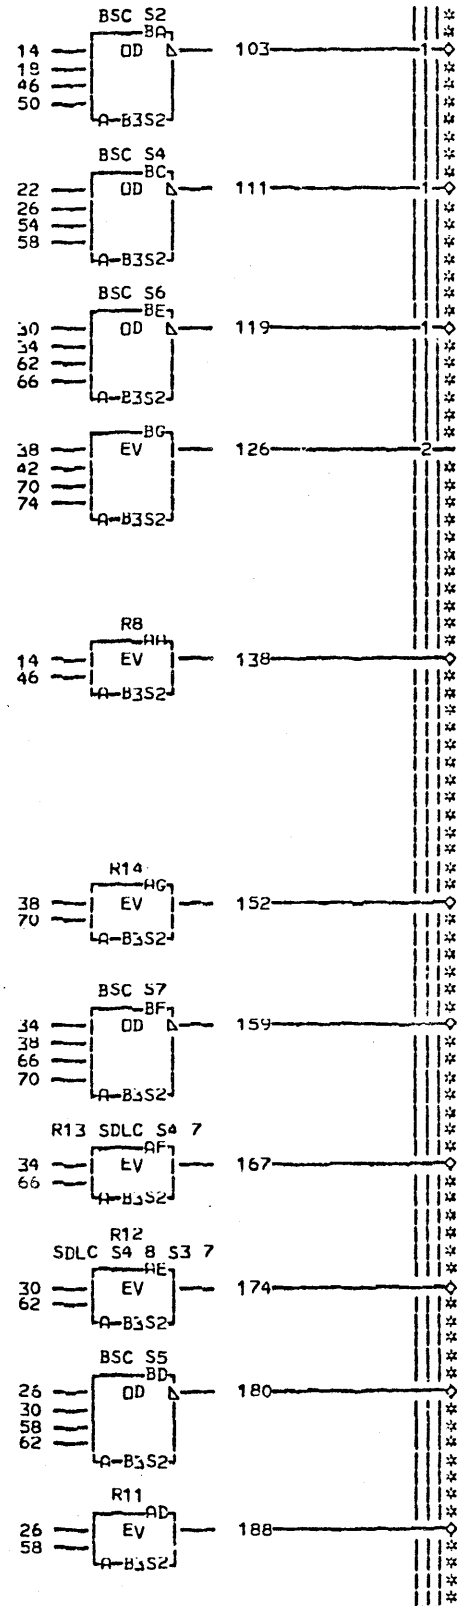 BSC S2
BA
14 OD 103 1
18
46
50
A B3S2
BSC S4
BC
22 OD 111 1
26
54
58
A B3S2
BSC S6
BE
30 OD 119 1
34
62
66
A B3S2
BG
38 EV 126 2
42
70
74
A B3S2
R8
AA
14 EV 138
46
A B3S2
R14
AG
38 EV 152
70
A B3S2
BSC S7
BF
34 OD 159
38
66
70
A B3S2
R13 SDLC S4 7
AF
34 EV 167
66
A B3S2
R12
SDLC S4 8 S3 7
AE
30 EV 174
62
A B3S2
BSC S5
BD
26 OD 180
30
58
62
A B3S2
R11
AD
26 EV 188
58
A B3S2